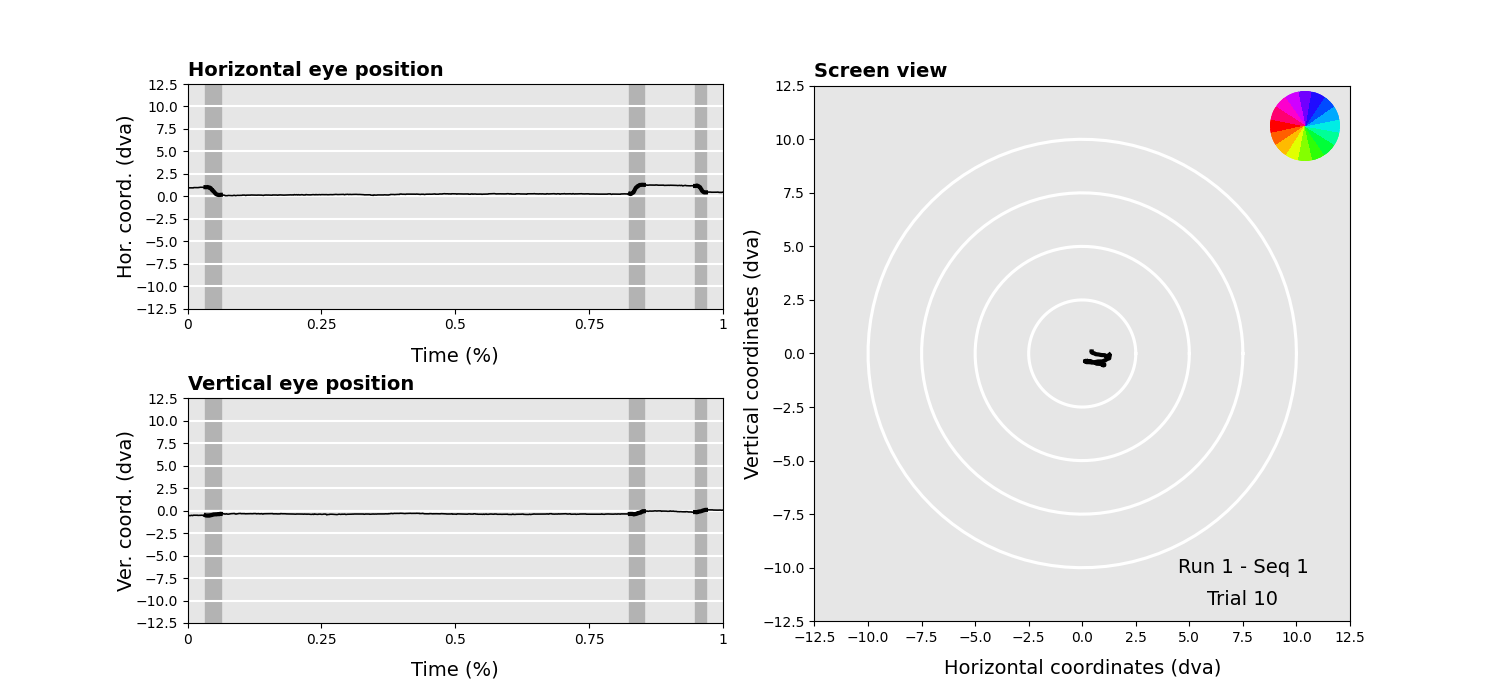 Horizontal eye position
Hor. coord. (dva)
12.5
10.0
7.5
5.0
2.5
0.0
−2.5
−5.0
−7.5
−10.0
−12.5
0 0.25 0.5 0.75 1
Time (%)
Vertical eye position
Ver. coord. (dva)
12.5
10.0
7.5
5.0
2.5
0.0
−2.5
−5.0
−7.5
−10.0
−12.5
0 0.25 0.5 0.75 1
Time (%)
Screen view
Vertical coordinates (dva)
12.5
10.0
7.5
5.0
2.5
0.0
−2.5
−5.0
−7.5
−10.0
−12.5
Run 1 - Seq 1
Trial 10
−12.5 −10.0 −7.5 −5.0 −2.5 0.0 2.5 5.0 7.5 10.0 12.5
Horizontal coordinates (dva)